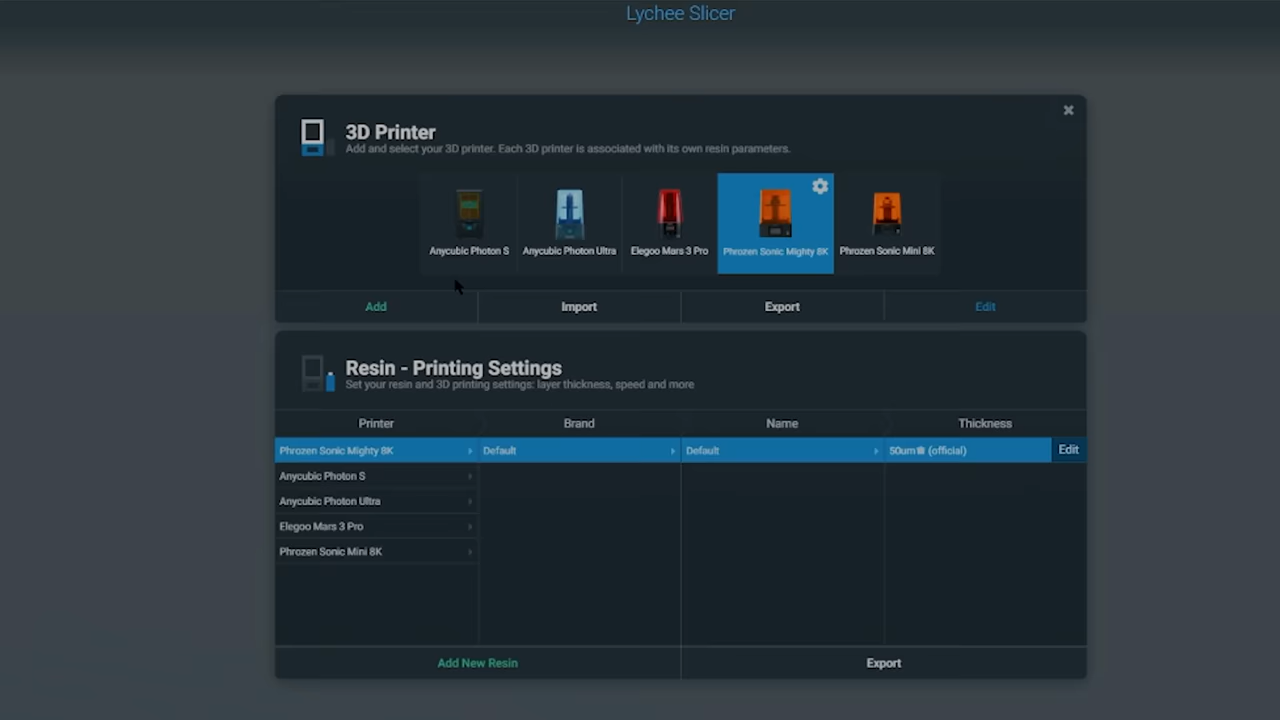 Lychee Slicer
3D Printer
Add and select your 3D printer. Each 3D printer is associated with its own resin parameters.
Anycubic Photon S
Anycubic Photon Ultra
Elegoo Mars 3 Pro
Phrozen Sonic Mighty 8K
Phrozen Sonic Mini 8K
Add
Import
Export
Edit
Resin - Printing Settings
Set your resin and 3D printing settings: layer thickness, speed and more
Printer
Brand
Name
Thickness
Phrozen Sonic Mighty 8K
Default
Default
50um (official)
Edit
Anycubic Photon S
Anycubic Photon Ultra
Elegoo Mars 3 Pro
Phrozen Sonic Mini 8K
Add New Resin
Export